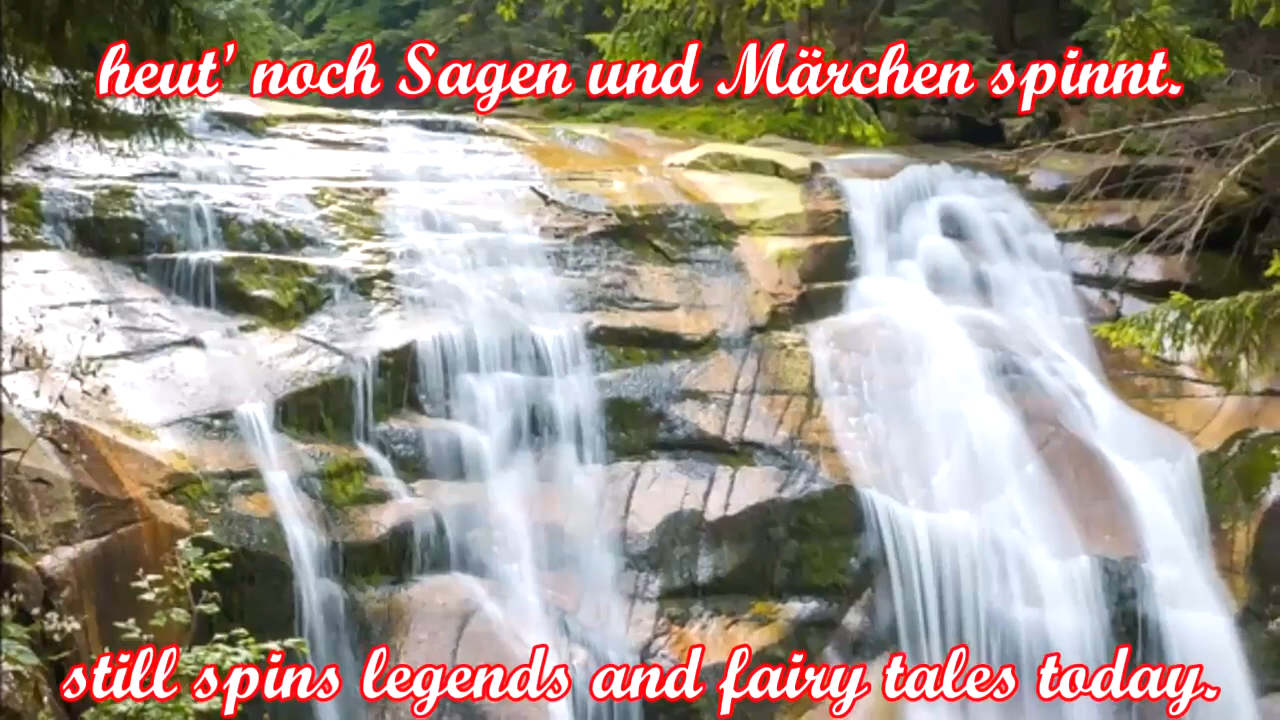 heut' noch Sagen und Märchen spinnt.
still spins legends and fairy tales today.